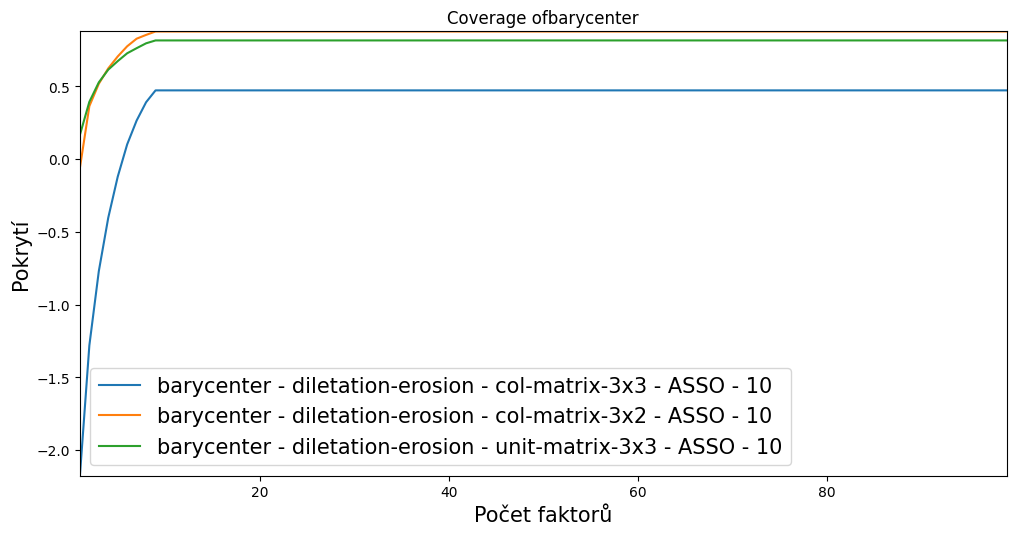 Coverage ofbarycenter
Pokrytí
0.5
0.0
−0.5
−1.0
−1.5
−2.0
barycenter - diletation-erosion - col-matrix-3x3 - ASSO - 10
barycenter - diletation-erosion - col-matrix-3x2 - ASSO - 10
barycenter - diletation-erosion - unit-matrix-3x3 - ASSO - 10
20
40
60
80
Počet faktorů